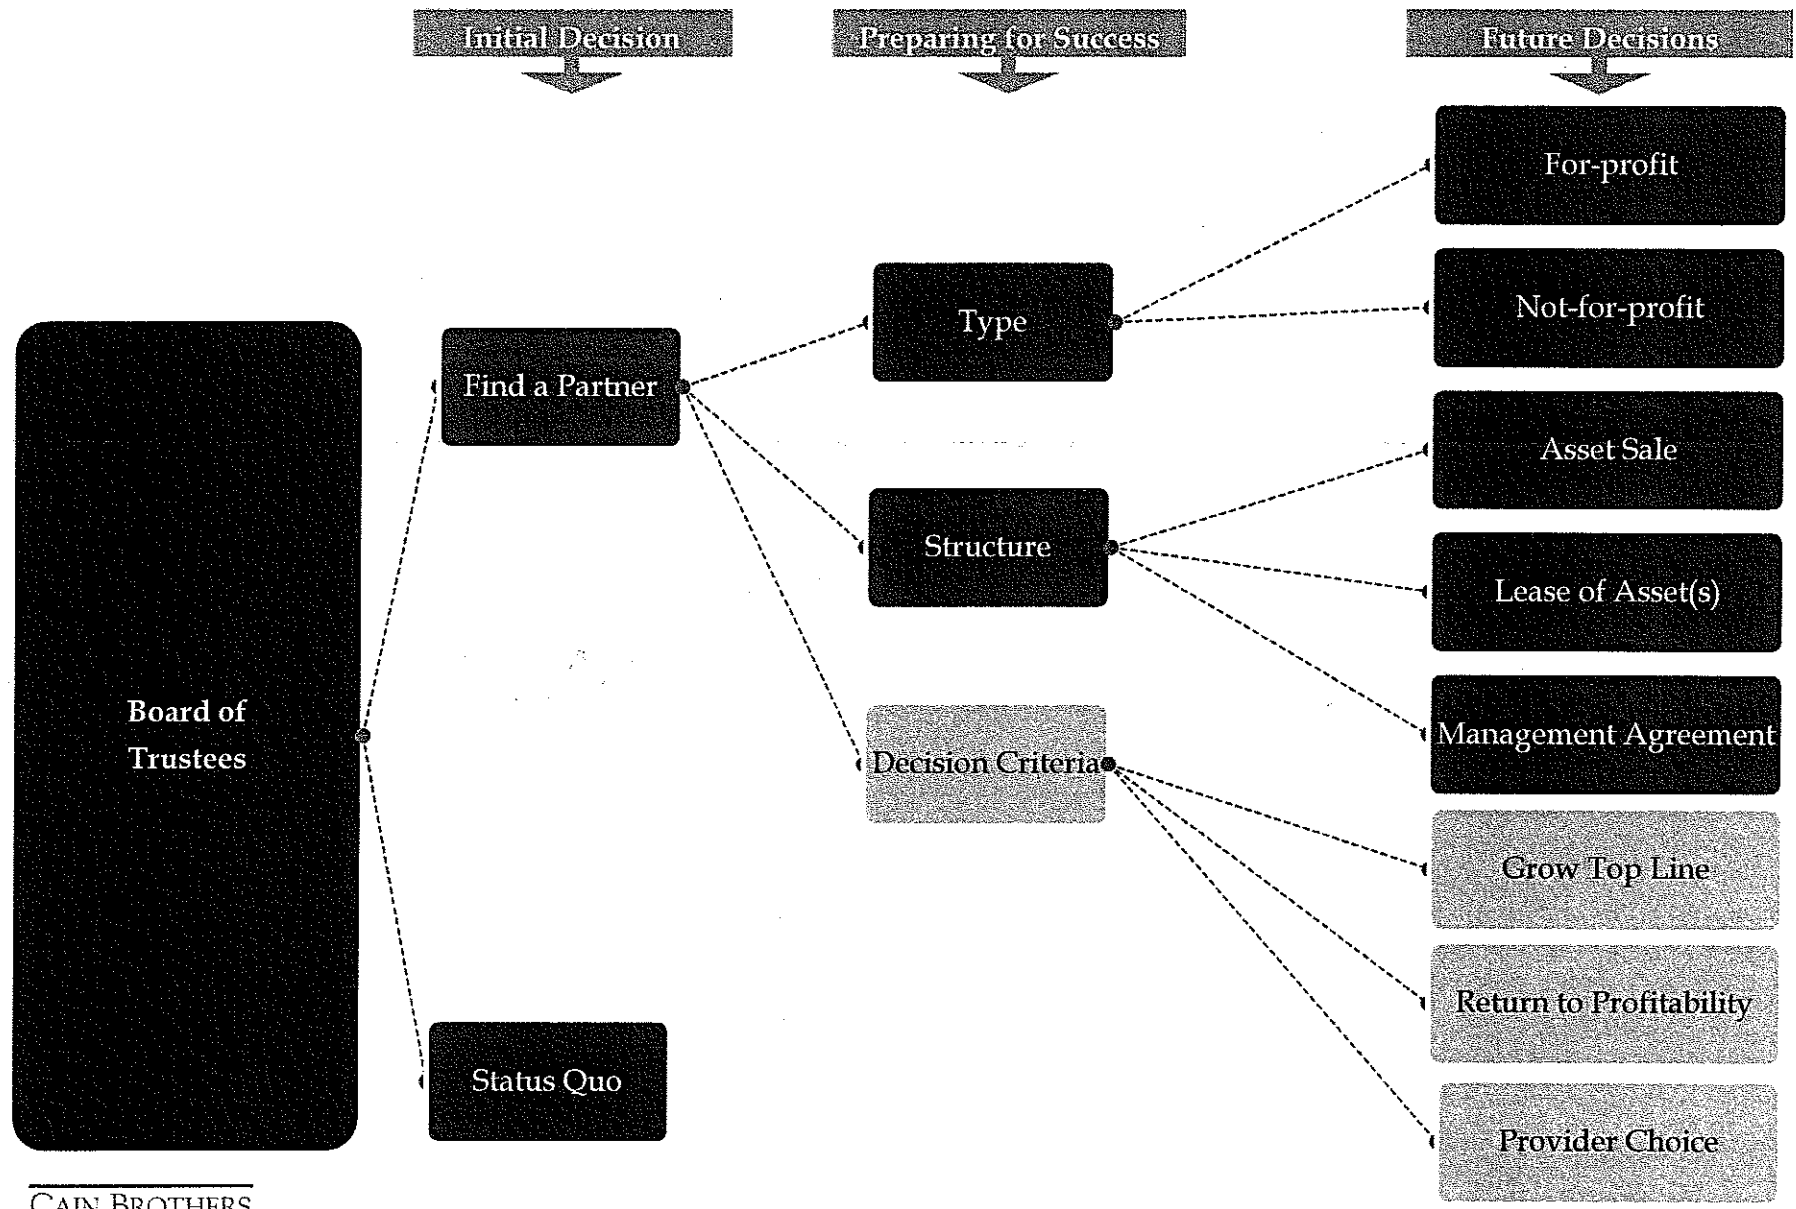 Initial Decision
Preparing for Success
Future Decisions
For-profit
Not-for-profit
Type
Find a Partner
Asset Sale
Structure
Lease of Asset(s)
Board of
Trustees
Management Agreement
Decision Criteria
Grow Top Line
Return to Profitability
Status Quo
Provider Choice
CAIN BROTHERS